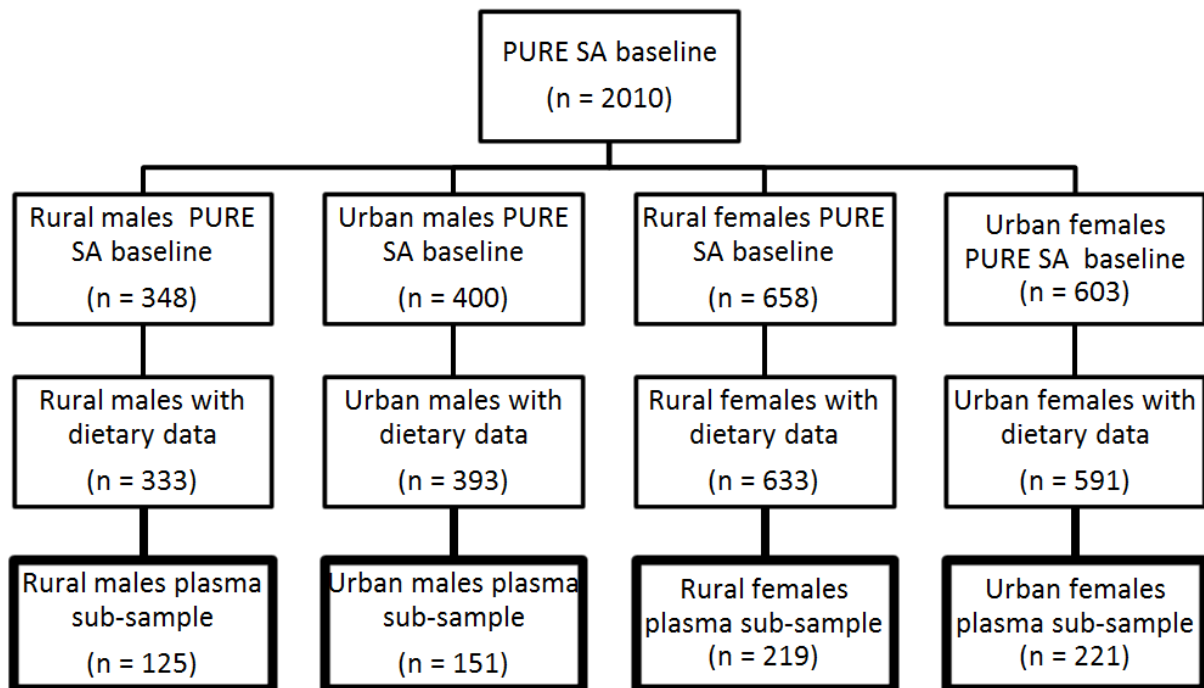 PURE SA baseline
(n = 2010)
Rural males  PURE
SA baseline
(n = 348)
Urban males PURE
SA baseline
(n = 400)
Rural females PURE
SA baseline
(n = 658)
Urban females
PURE SA  baseline
(n = 603)
Rural males with
dietary data
(n = 333)
Urban males with
dietary data
(n = 393)
Rural females with
dietary data
(n = 633)
Urban females with
dietary data
(n = 591)
Rural males plasma
sub-sample
(n = 125)
Urban males plasma
sub-sample
(n = 151)
Rural females
plasma sub-sample
(n = 219)
Urban females
plasma sub-sample
(n = 221)